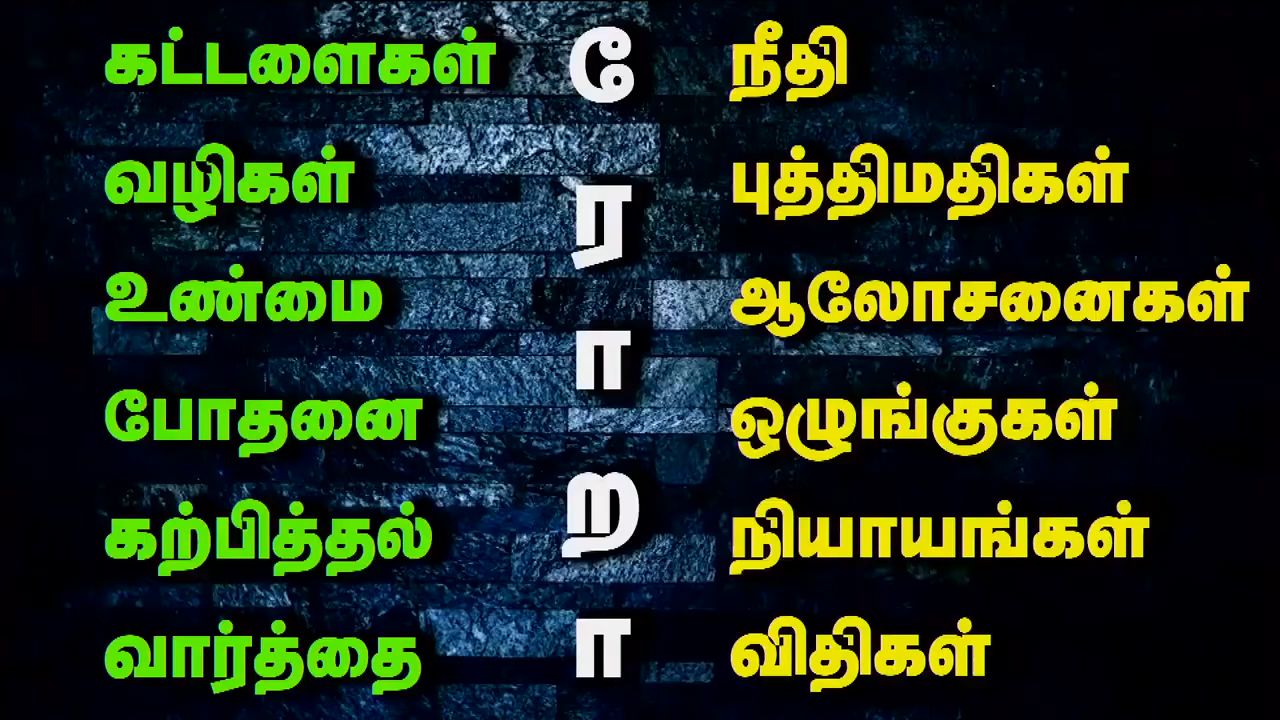 கட்டளைகள்
வழிகள்
உண்மை
போதனை
கற்பித்தல்
வார்த்தை
தோறா
நீதி
புத்திமதிகள்
ஆலோசனைகள்
ஒழுங்குகள்
நியாயங்கள்
விதிகள்